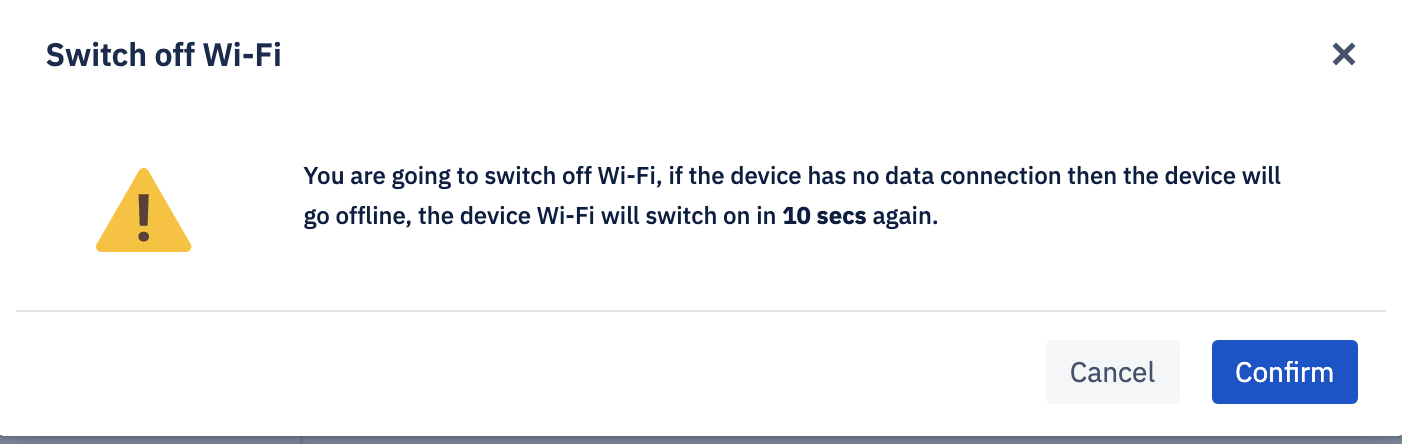 Switch off Wi-Fi
You are going to switch off Wi-Fi, if the device has no data connection then the device will
go offline, the device Wi-Fi will switch on in 10 secs again.
Cancel
Confirm